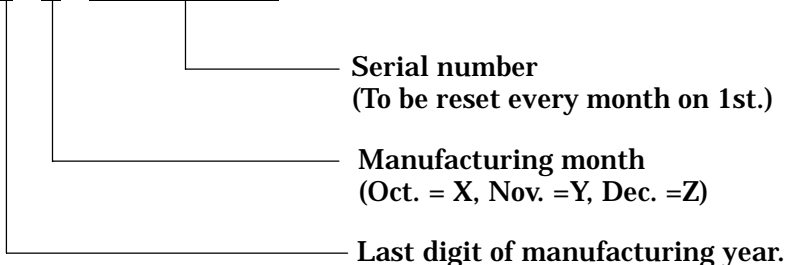 Serial number
(To be reset every month on 1st.)
Manufacturing month
(Oct. = X, Nov. =Y, Dec. =Z)
Last digit of manufacturing year.